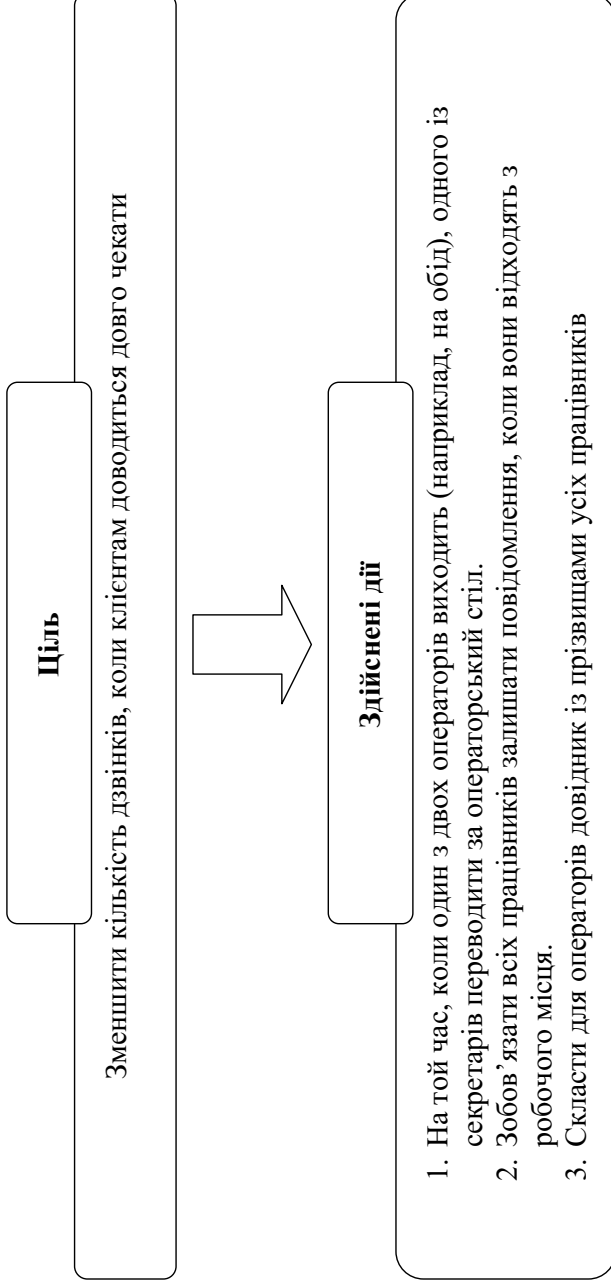 Ціль
Зменшити кількість дзвінків, коли клієнтам доводиться довго чекати
Здійснені дії
1. На той час, коли один з двох операторів виходить (наприклад, на обід), одного із
секретарів переводити за операторський стіл.
2. Зобов’язати всіх працівників залишати повідомлення, коли вони відходять з
робочого місця.
3. Скласти для операторів довідник із прізвищами усіх працівників